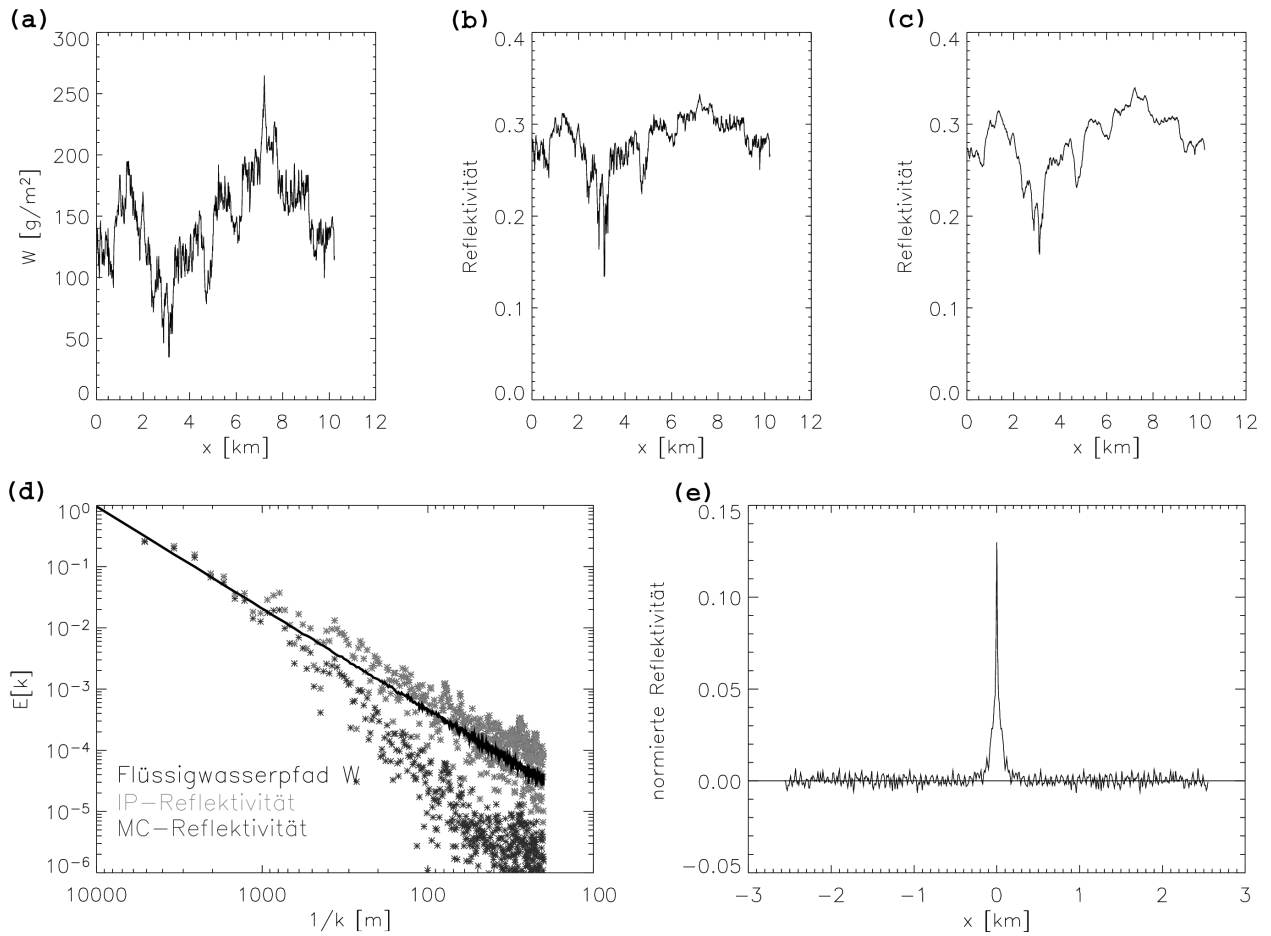 (a)
300
250
200
150
100
50
0
W [g/m²]
0 2 4 6 8 10 12
x [km]
(b)
0.4
0.3
0.2
0.1
0.0
Reflektivität
0 2 4 6 8 10 12
x [km]
(c)
0.4
0.3
0.2
0.1
0.0
Reflektivität
0 2 4 6 8 10 12
x [km]
(d)
10⁰
10⁻¹
10⁻²
10⁻³
10⁻⁴
10⁻⁵
10⁻⁶
E[k]
Flüssigwasserpfad W
IP-Reflektivität
MC-Reflektivität
10000 1000 100 100
1/k [m]
(e)
0.15
0.10
0.05
0.00
-0.05
normierte Reflektivität
-3 -2 -1 0 1 2 3
x [km]